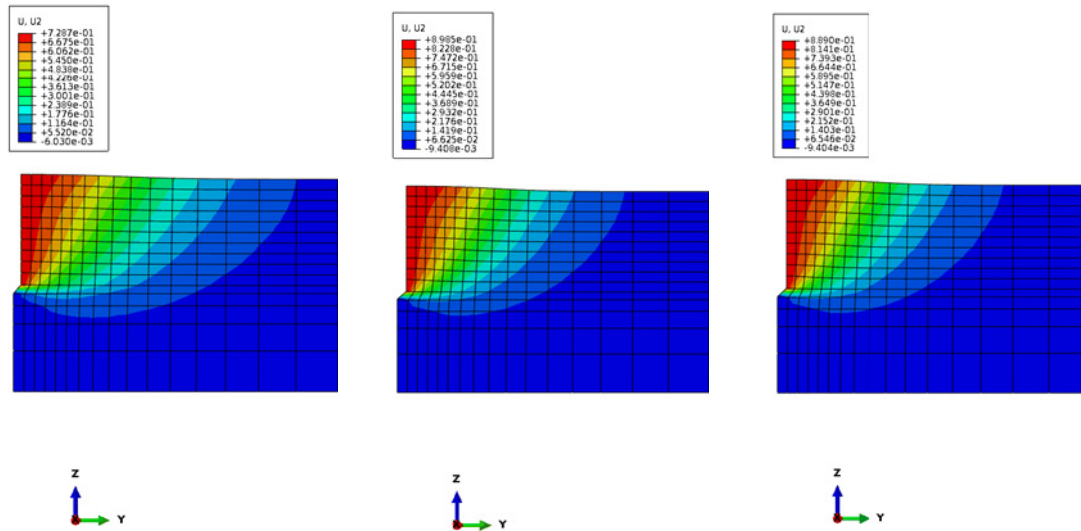 U, U2
+7.287e-01
+6.675e-01
+6.062e-01
+5.450e-01
+4.838e-01
+4.226e-01
+3.613e-01
+3.001e-01
+2.389e-01
+1.776e-01
+1.164e-01
+5.520e-02
-6.030e-03
U, U2
+8.985e-01
+8.228e-01
+7.472e-01
+6.715e-01
+5.959e-01
+5.202e-01
+4.445e-01
+3.689e-01
+2.932e-01
+2.176e-01
+1.419e-01
+6.625e-02
-9.408e-03
U, U2
+8.890e-01
+8.141e-01
+7.393e-01
+6.644e-01
+5.895e-01
+5.147e-01
+4.398e-01
+3.649e-01
+2.901e-01
+2.152e-01
+1.403e-01
+6.546e-02
-9.404e-03
Z
X
Y
Z
X
Y
Z
X
Y